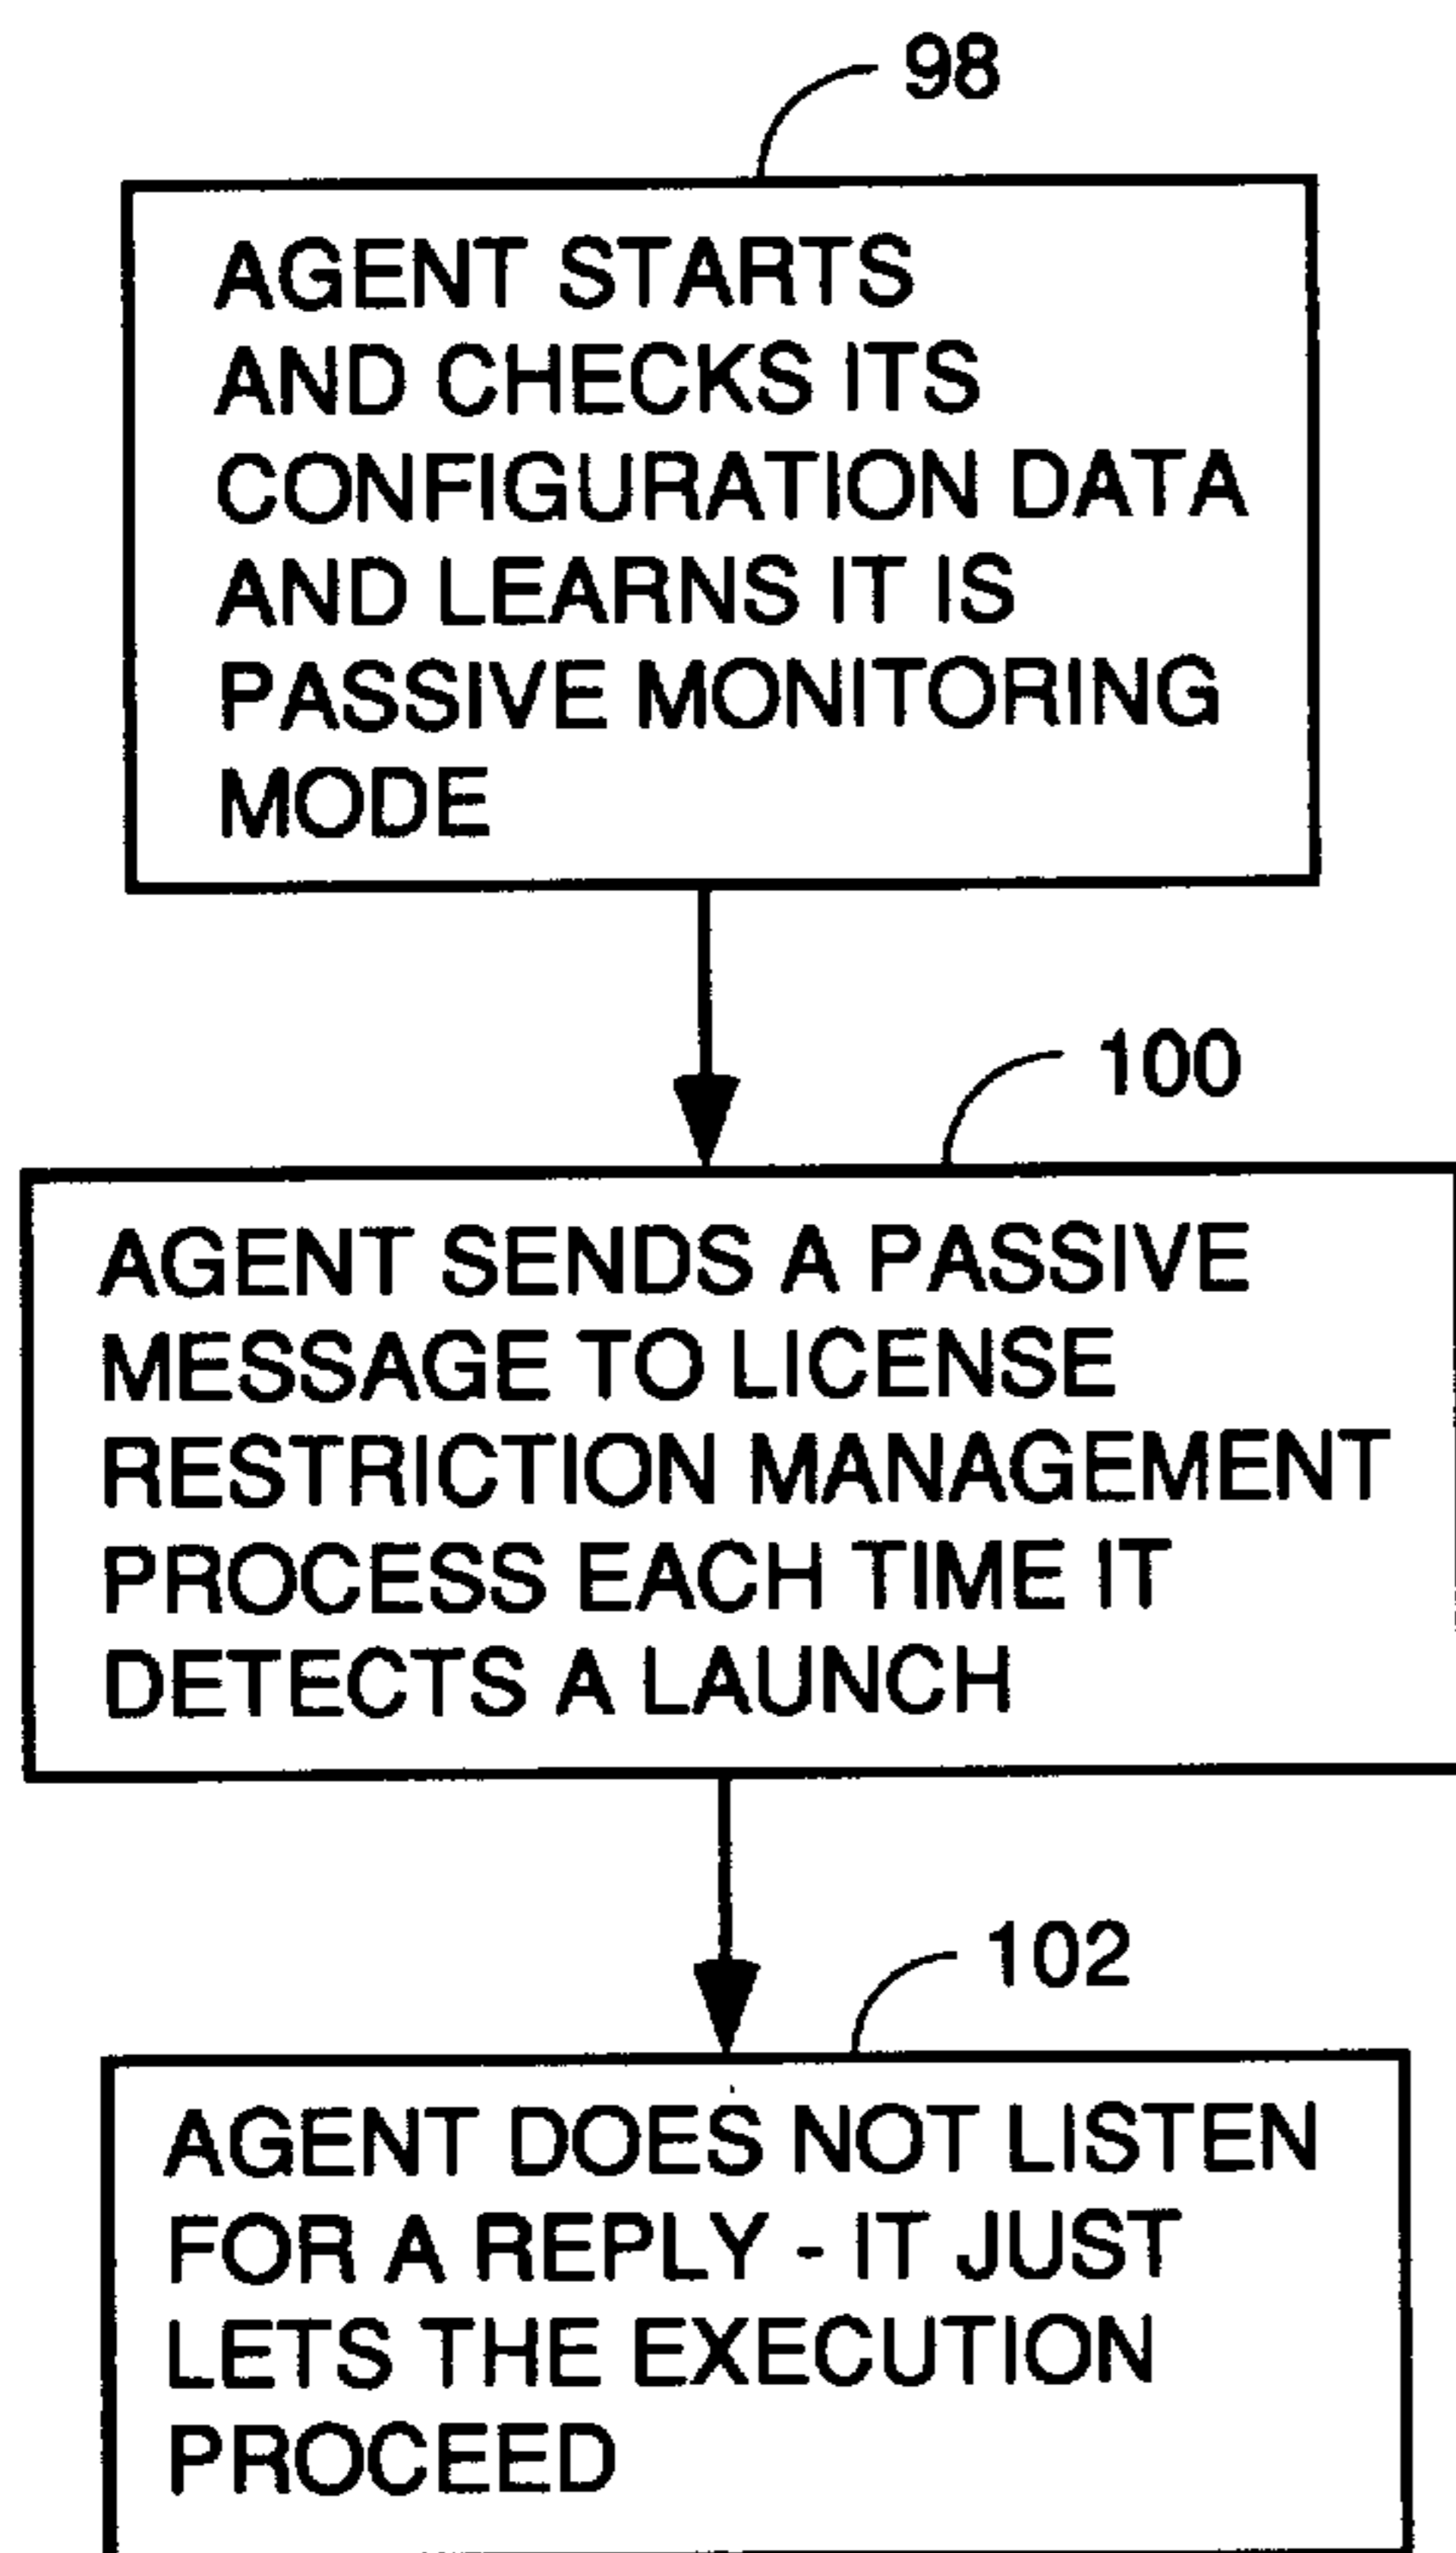 98
AGENT STARTS
AND CHECKS ITS
CONFIGURATION DATA
AND LEARNS IT IS
PASSIVE MONITORING
MODE
100
AGENT SENDS A PASSIVE
MESSAGE TO LICENSE
RESTRICTION MANAGEMENT
PROCESS EACH TIME IT
DETECTS A LAUNCH
102
AGENT DOES NOT LISTEN
FOR A REPLY - IT JUST
LETS THE EXECUTION
PROCEED